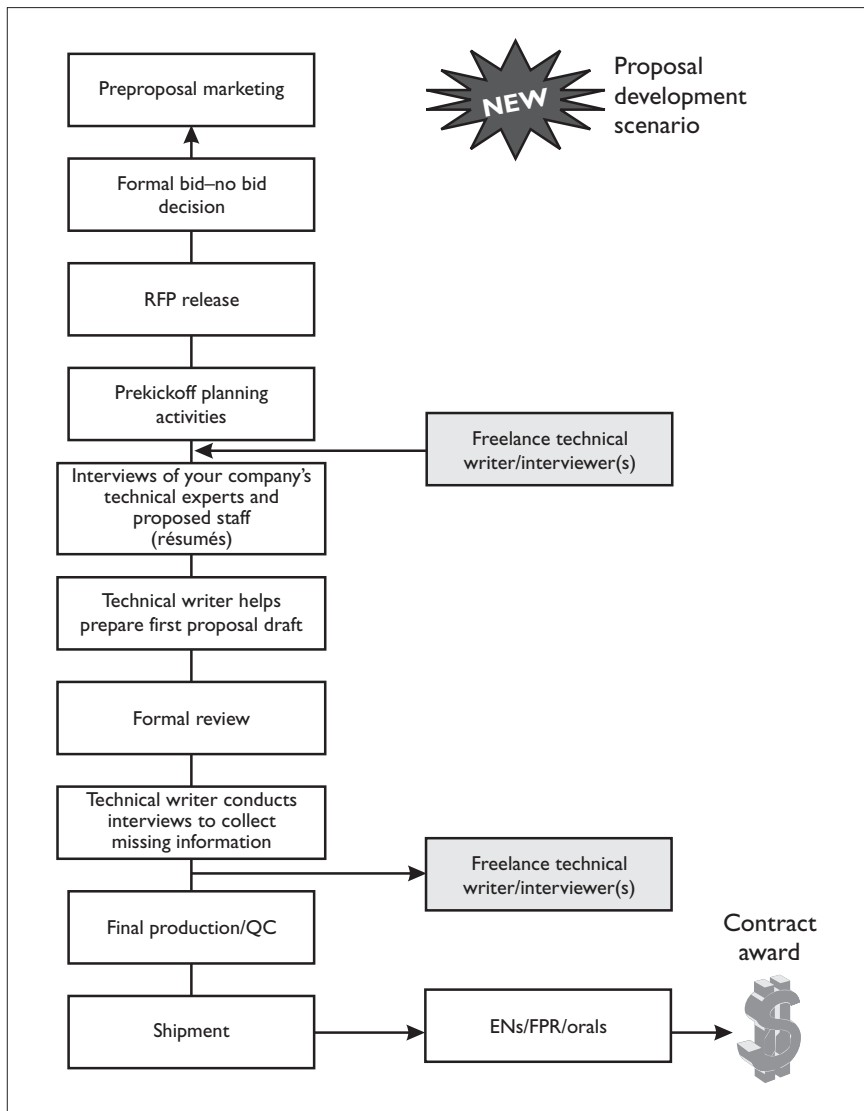 Preproposal marketing
NEW
Proposal
development
scenario
Formal bid–no bid
decision
RFP release
Prekickoff planning
activities
Freelance technical
writer/interviewer(s)
Interviews of your company's
technical experts and
proposed staff
(résumés)
Technical writer helps
prepare first proposal draft
Formal review
Technical writer conducts
interviews to collect
missing information
Freelance technical
writer/interviewer(s)
Final production/QC
Contract
award
Shipment
ENs/FPR/orals